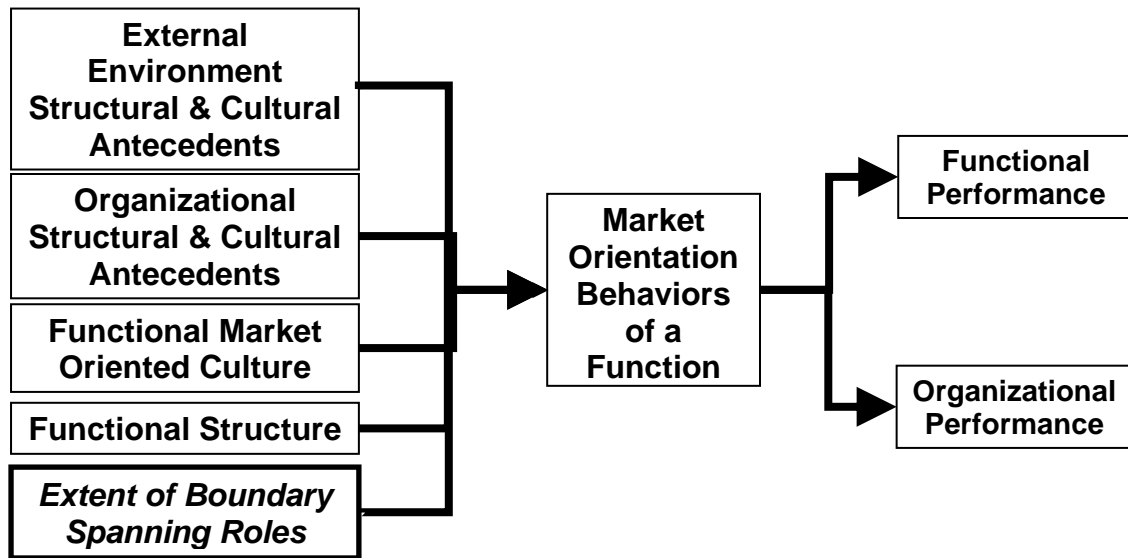 External
Environment
Structural & Cultural
Antecedents
Organizational
Structural & Cultural
Antecedents
Functional Market
Oriented Culture
Functional Structure
Extent of Boundary
Spanning Roles
Market
Orientation
Behaviors
of a
Function
Functional
Performance
Organizational
Performance